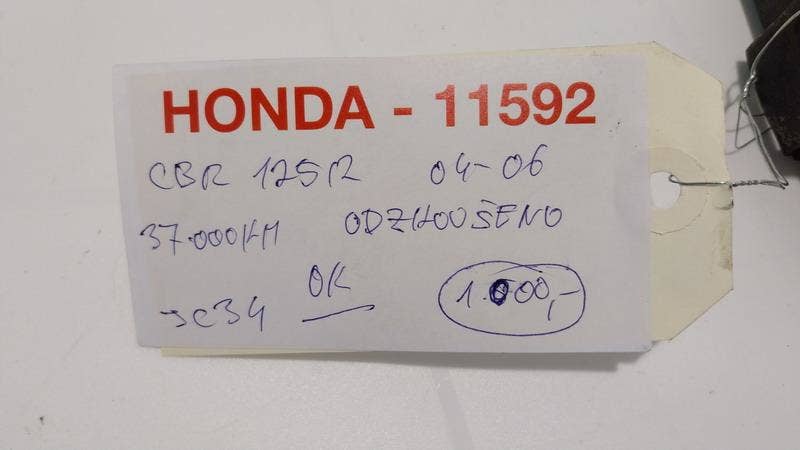 HONDA - 11592
CBR 125R 04-06
37.000KM ODZKOUŠENO
JC34 OK 1.000,-